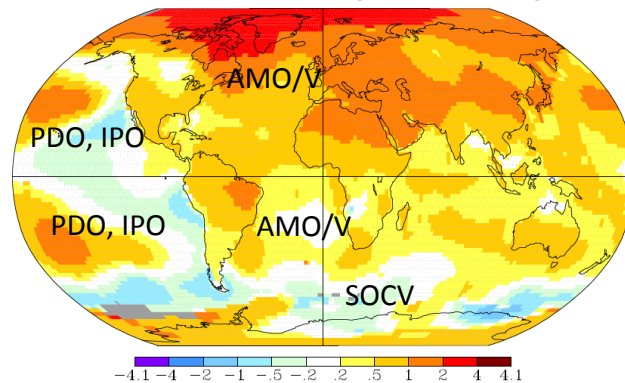 AMO/V
PDO, IPO
PDO, IPO
AMO/V
SOCV
-4.1 -4 -2 -1 -.5 -.2 .2 .5 1 2 4 4.1